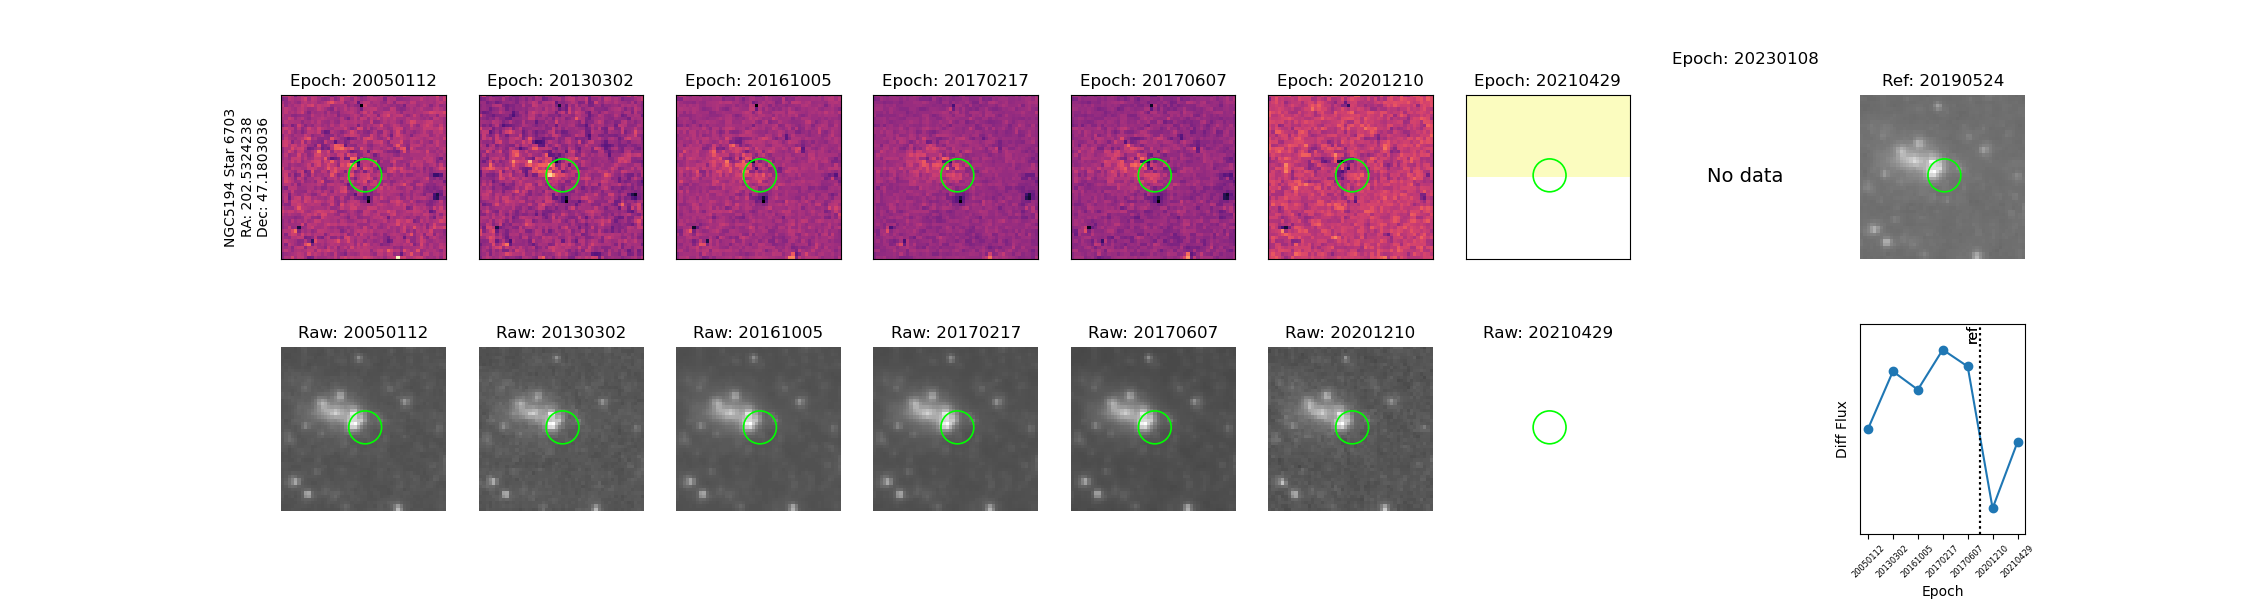 Epoch: 20050112
Epoch: 20130302
Epoch: 20161005
Epoch: 20170217
Epoch: 20170607
Epoch: 20201210
Epoch: 20210429
Epoch: 20230108
Ref: 20190524
NGC5194 Star 6703
RA: 202.5324238
Dec: 47.1803036
No data
Raw: 20050112
Raw: 20130302
Raw: 20161005
Raw: 20170217
Raw: 20170607
Raw: 20201210
Raw: 20210429
ref
Diff Flux
20050112
20130302
20161005
20170217
20170607
20201210
20210429
Epoch